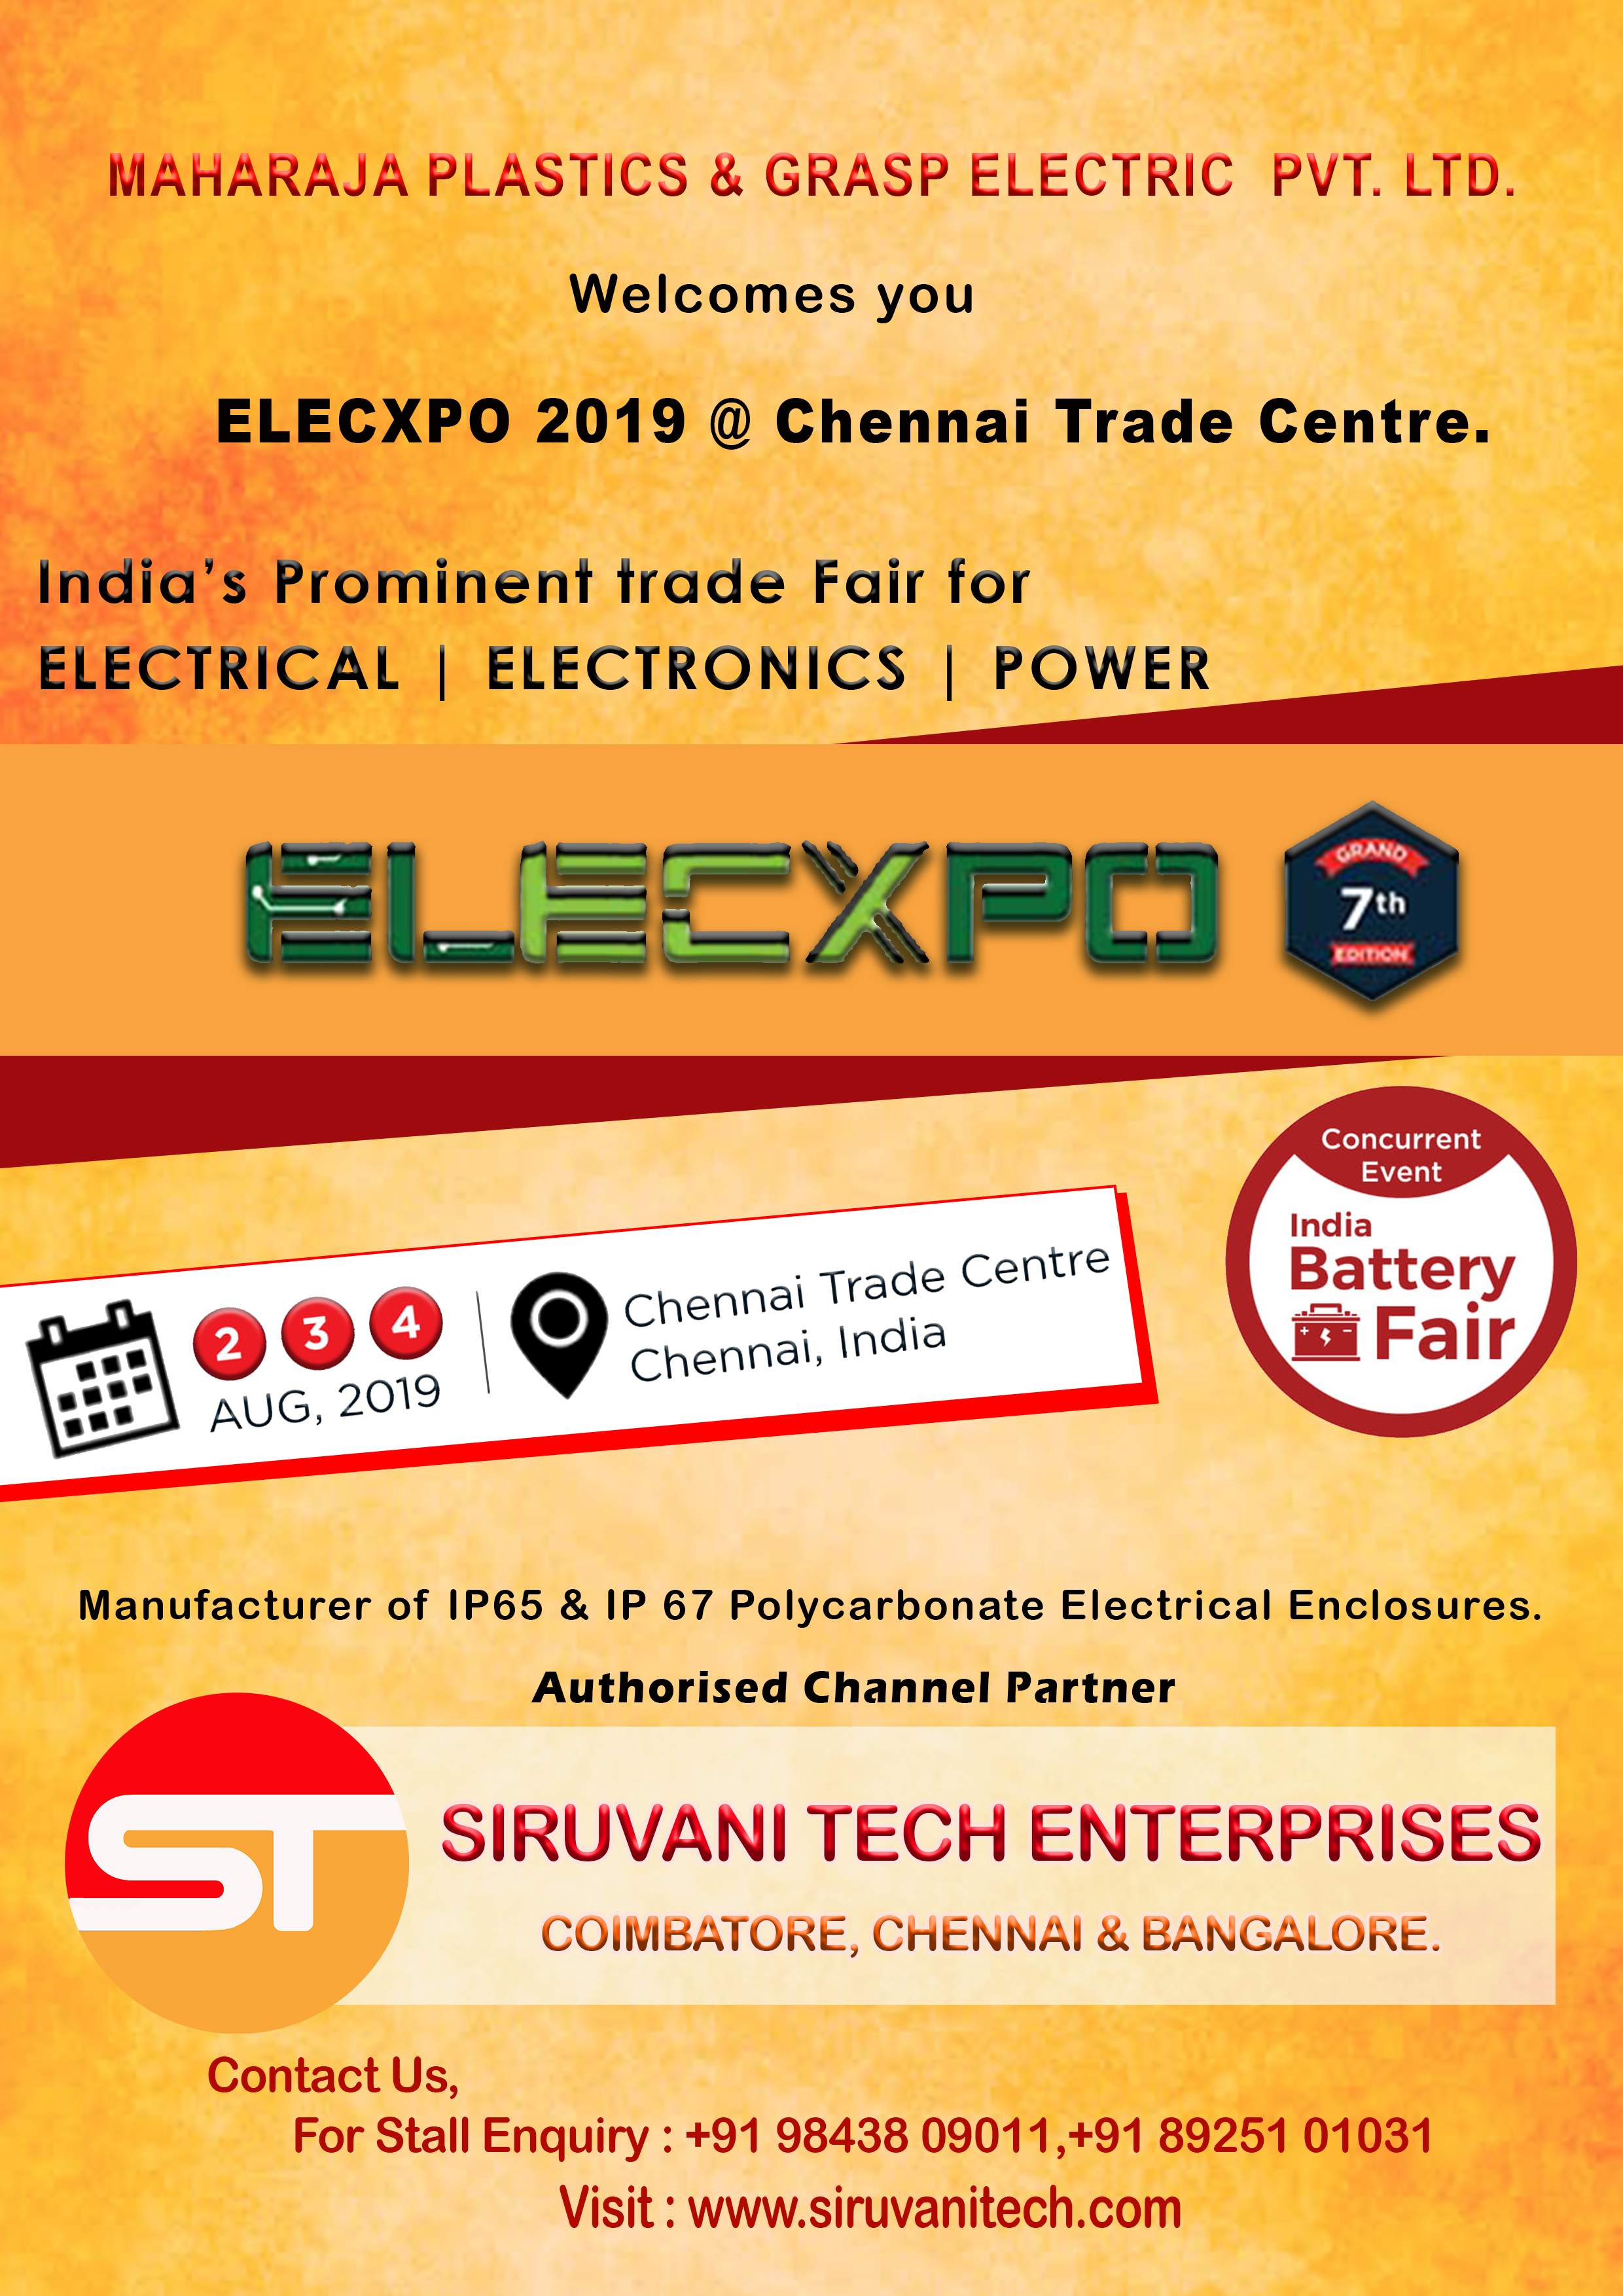 MAHARAJA PLASTICS & GRASP ELECTRIC PVT. LTD.
Welcomes you
ELECXPO 2019 @ Chennai Trade Centre.
India's Prominent trade Fair for
ELECTRICAL | ELECTRONICS | POWER
ELECXPO
GRAND
7th
EDITION
Concurrent
Event
India
Battery
Fair
2 3 4
AUG, 2019
Chennai Trade Centre
Chennai, India
Manufacturer of IP65 & IP 67 Polycarbonate Electrical Enclosures.
Authorised Channel Partner
ST
SIRUVANI TECH ENTERPRISES
COIMBATORE, CHENNAI & BANGALORE.
Contact Us,
For Stall Enquiry : +91 98438 09011,+91 89251 01031
Visit : www.siruvanitech.com